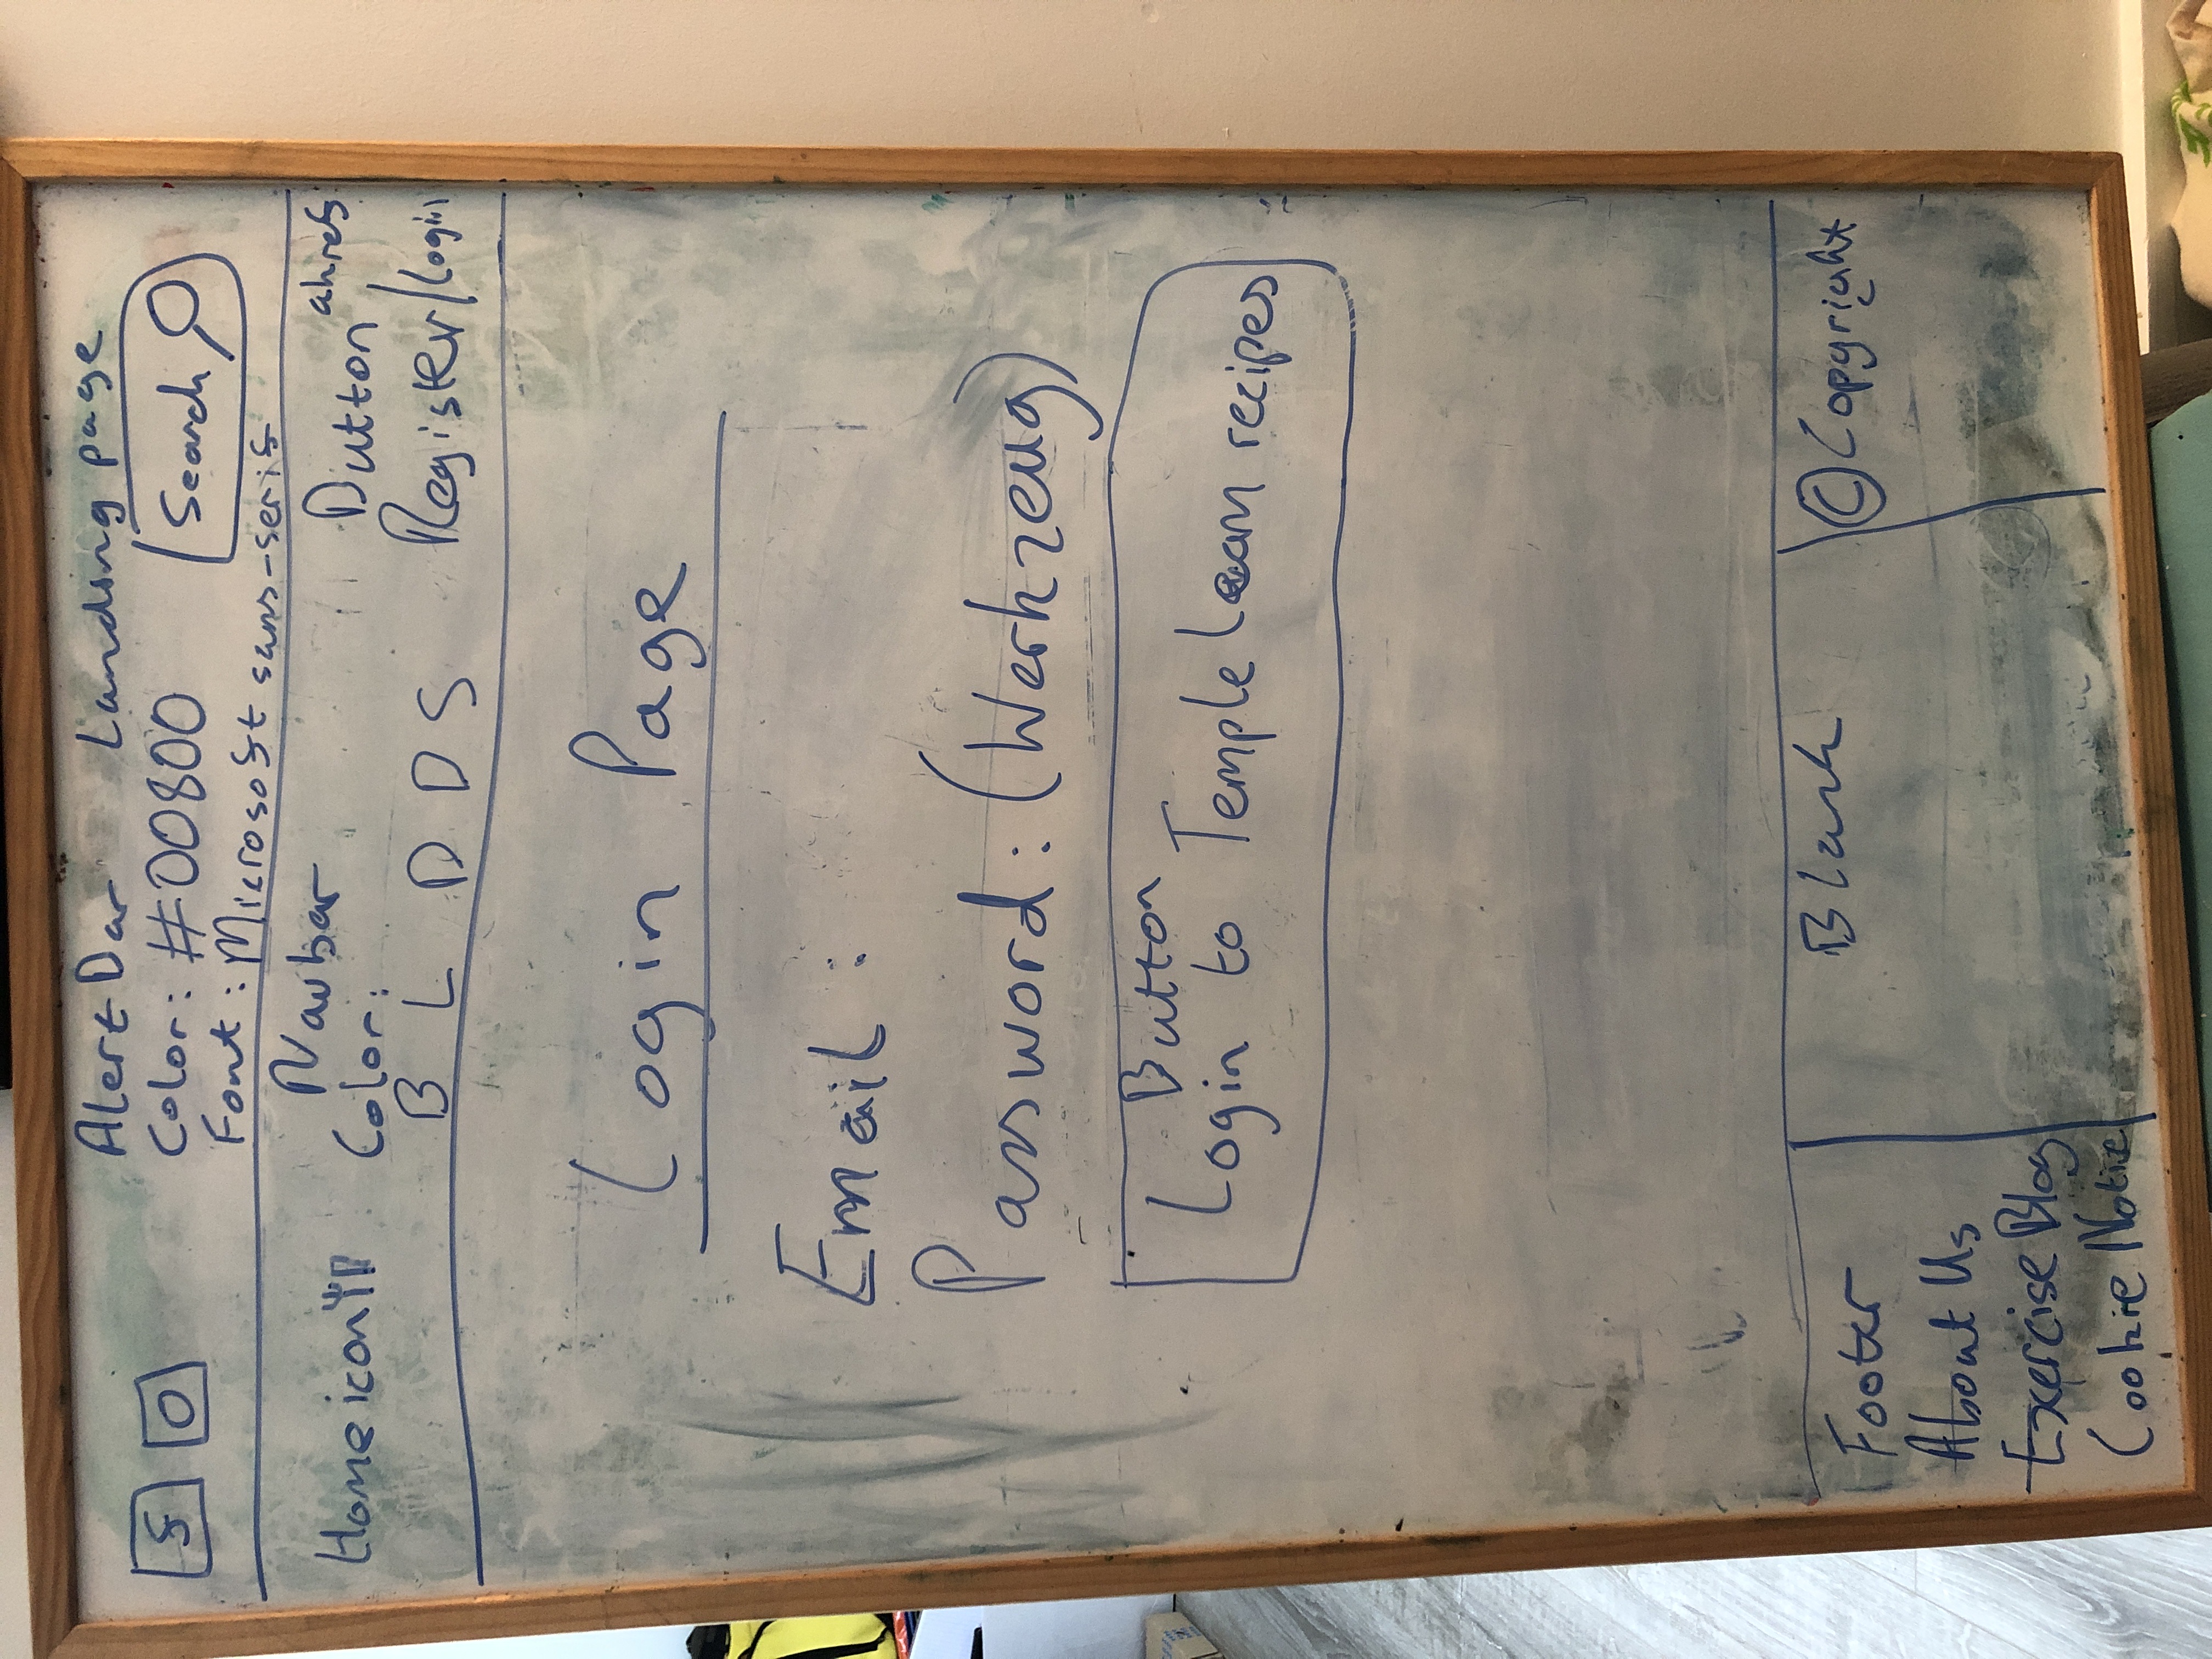 Alert Bar Landing page
f O
Color: #00800
Search
Font: Microsoft sans-serif
Navbar
Home icon
Color:
Button ahrefs
B L D D S
Register/Login
Login Page
Email:
Password: (Werkzeug)
Button
Login to Temple lean recipes
Footer
Blank
© Copyright
About Us
Exercise Blog
Cookie Notice